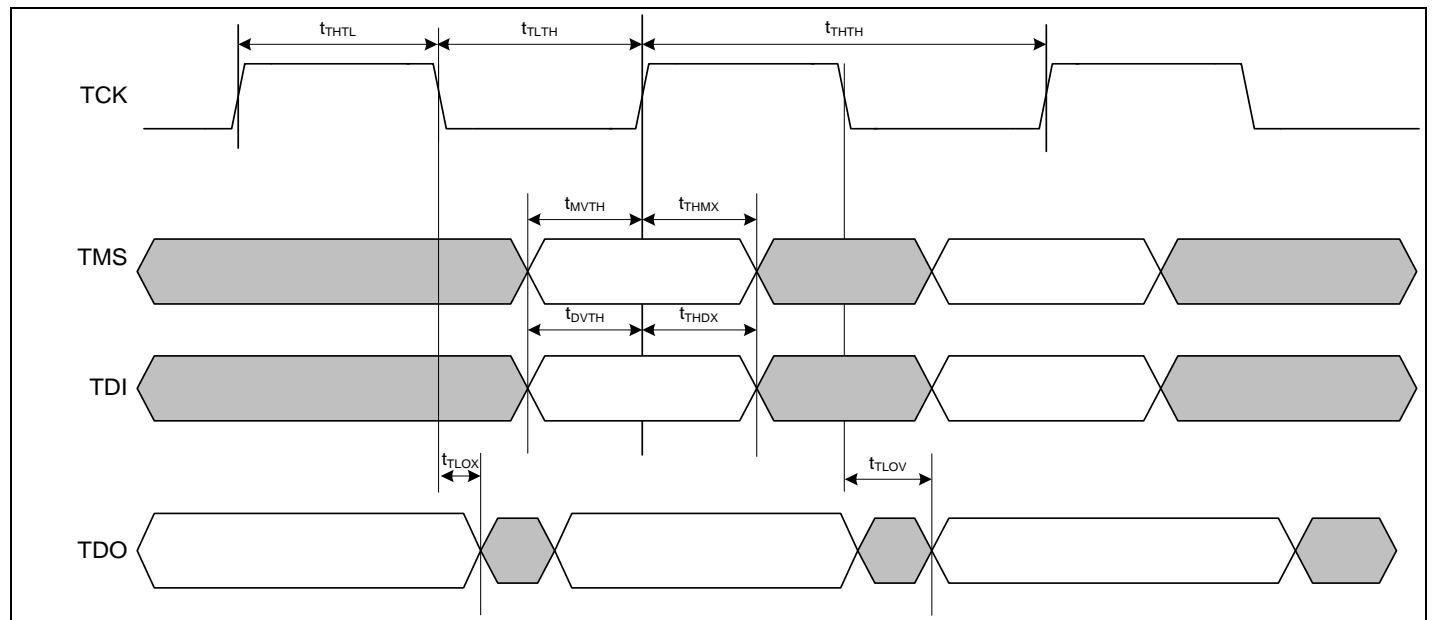 tTHTL tTLTH tTHTH
TCK
tMVTH tTHMX
TMS
tDVTH tTHDX
TDI
tTLOX tTLOV
TDO